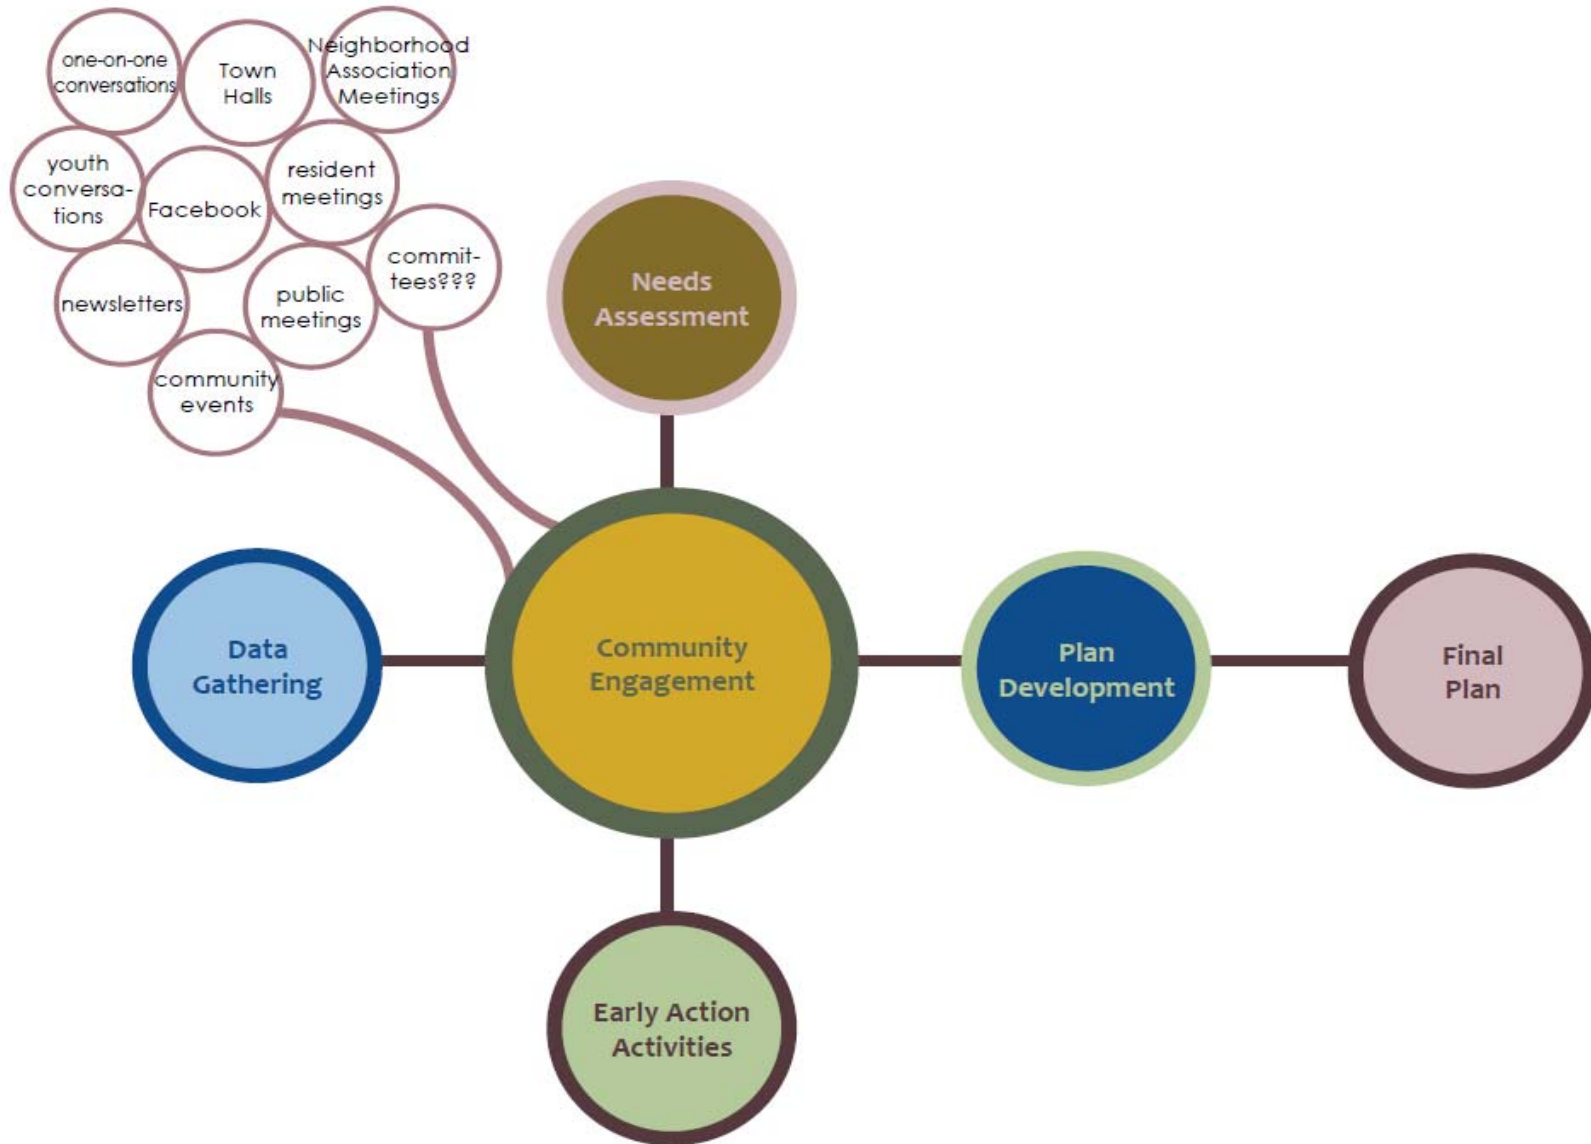 one-on-one
conversations
Town
Halls
Neighborhood
Association
Meetings
youth
conversa-
tions
Facebook
resident
meetings
commit-
tees???
newsletters
public
meetings
community
events
Needs
Assessment
Data
Gathering
Community
Engagement
Plan
Development
Final
Plan
Early Action
Activities